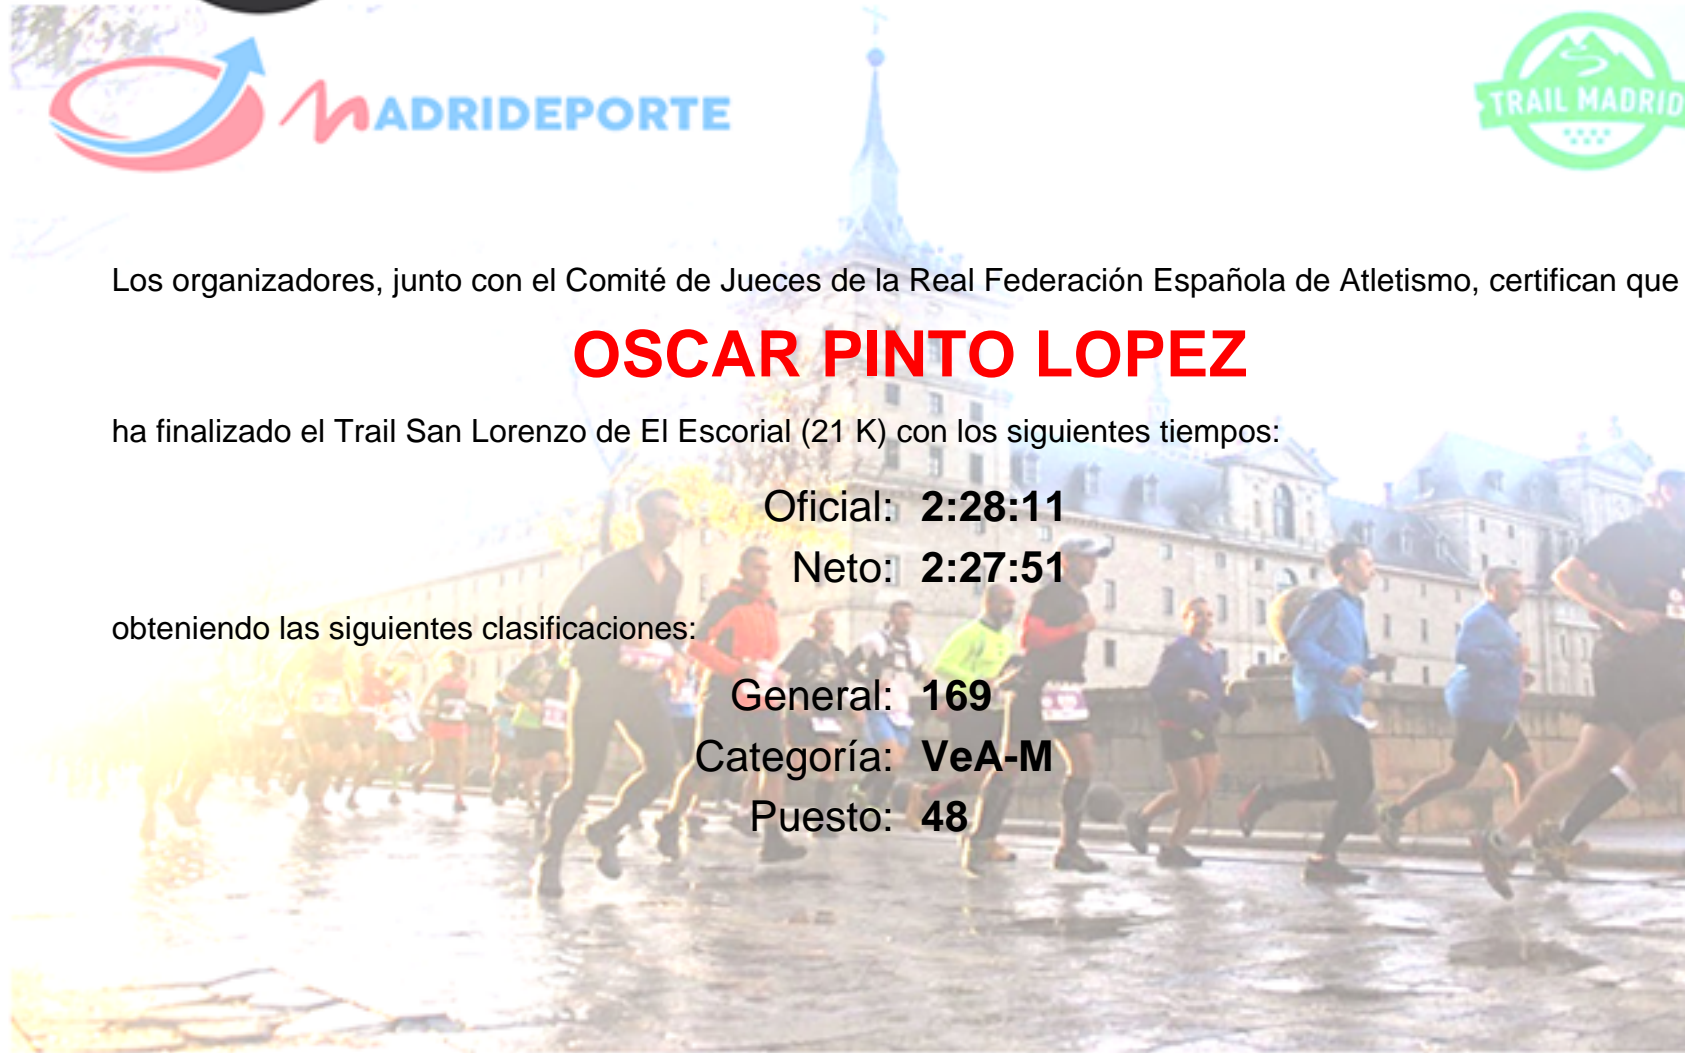 MADRIDEPORTE
TRAIL MADRID
Los organizadores, junto con el Comité de Jueces de la Real Federación Española de Atletismo, certifican que
OSCAR PINTO LOPEZ
ha finalizado el Trail San Lorenzo de El Escorial (21 K) con los siguientes tiempos:
Oficial: 2:28:11
Neto: 2:27:51
obteniendo las siguientes clasificaciones:
General: 169
Categoría: VeA-M
Puesto: 48